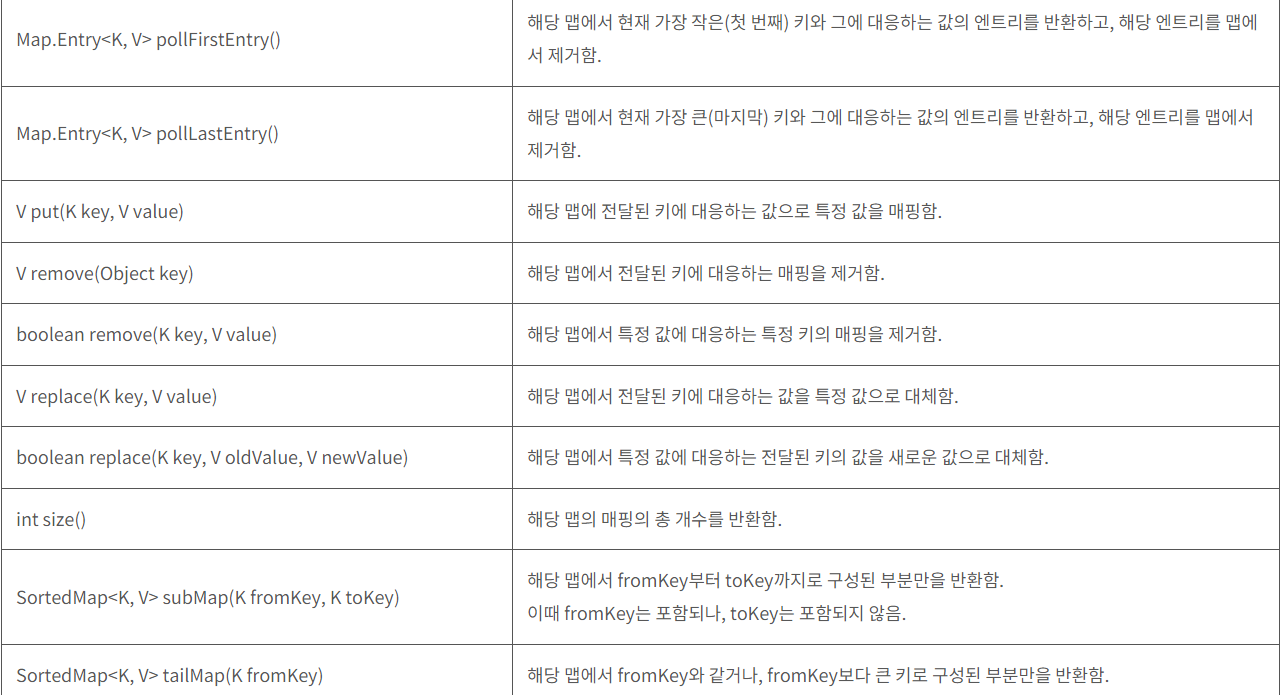 Map.Entry<K, V> pollFirstEntry()
해당 맵에서 현재 가장 작은(첫 번째) 키와 그에 대응하는 값의 엔트리를 반환하고, 해당 엔트리를 맵에
서 제거함.
Map.Entry<K, V> pollLastEntry()
해당 맵에서 현재 가장 큰(마지막) 키와 그에 대응하는 값의 엔트리를 반환하고, 해당 엔트리를 맵에서
제거함.
V put(K key, V value)
해당 맵에 전달된 키에 대응하는 값으로 특정 값을 매핑함.
V remove(Object key)
해당 맵에서 전달된 키에 대응하는 매핑을 제거함.
boolean remove(K key, V value)
해당 맵에서 특정 값에 대응하는 특정 키의 매핑을 제거함.
V replace(K key, V value)
해당 맵에서 전달된 키에 대응하는 값을 특정 값으로 대체함.
boolean replace(K key, V oldValue, V newValue)
해당 맵에서 특정 값에 대응하는 전달된 키의 값을 새로운 값으로 대체함.
int size()
해당 맵의 매핑의 총 개수를 반환함.
SortedMap<K, V> subMap(K fromKey, K toKey)
해당 맵에서 fromKey부터 toKey까지로 구성된 부분만을 반환함.
이때 fromKey는 포함되나, toKey는 포함되지 않음.
SortedMap<K, V> tailMap(K fromKey)
해당 맵에서 fromKey와 같거나, fromKey보다 큰 키로 구성된 부분만을 반환함.